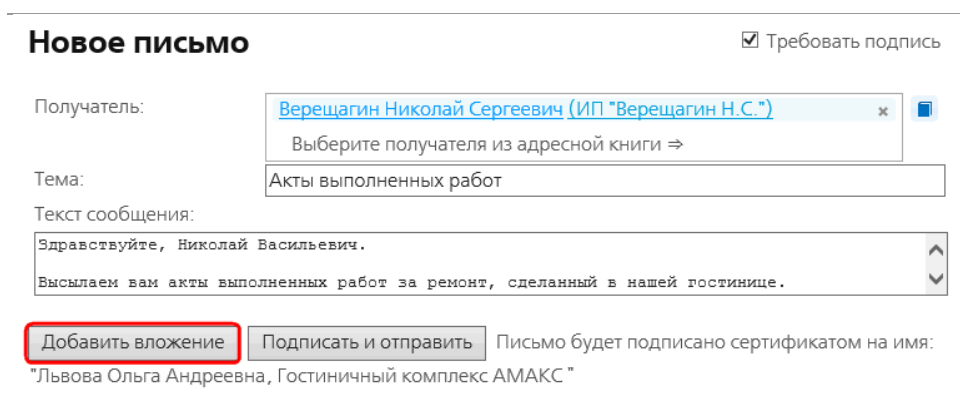 Новое письмо
Требовать подпись
Получатель:
Верещагин Николай Сергеевич (ИП "Верещагин Н.С.")
Выберите получателя из адресной книги ⇒
Тема:
Акты выполненных работ
Текст сообщения:
Здравствуйте, Николай Васильевич.
Высылаем вам акты выполненных работ за ремонт, сделанный в нашей гостинице.
Добавить вложение Подписать и отправить Письмо будет подписано сертификатом на имя:
"Львова Ольга Андреевна, Гостиничный комплекс АМАКС"